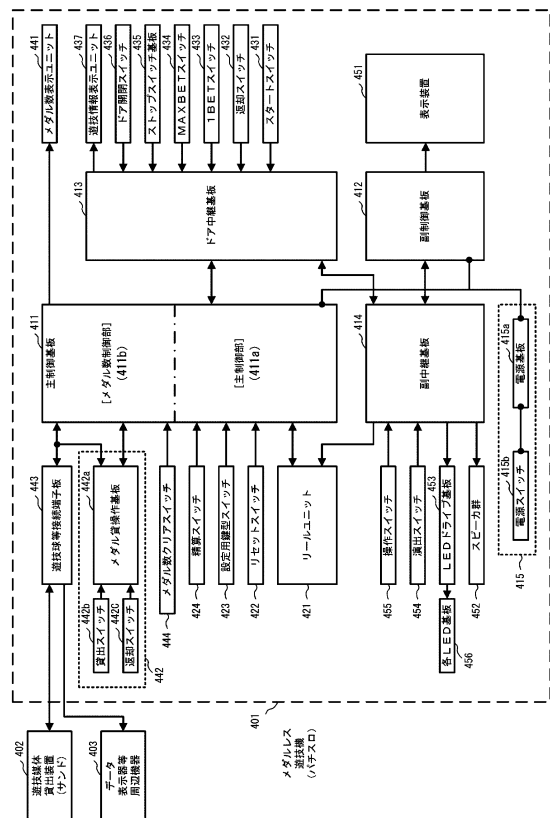 402
遊技媒体
貸出装置
(サンド)
403
データ
表示器等
周辺機器
401
メダルレス
遊技機
(パチスロ)
443
遊技球等接続端子板
442a
メダル貸操作基板
442b
貸出スイッチ
442C
返却スイッチ
442
メダル数クリアスイッチ
444
精算スイッチ
424
設定用鍵型スイッチ
423
リセットスイッチ
422
リールユニット
421
操作スイッチ
455
演出スイッチ
454
453
LEDドライブ基板
各LED基板
456
スピーカ群
452
411
主制御基板
[メダル数制御部]
(411b)
[主制御部]
(411a)
414
副中継基板
415b
電源スイッチ
415a
電源基板
415
413
ドア中継基板
412
副制御基板
441
メダル数表示ユニット
437
遊技情報表示ユニット
436
ドア開閉スイッチ
435
ストップスイッチ基板
434
MAXBETスイッチ
433
1BETスイッチ
432
返却スイッチ
431
スタートスイッチ
451
表示装置